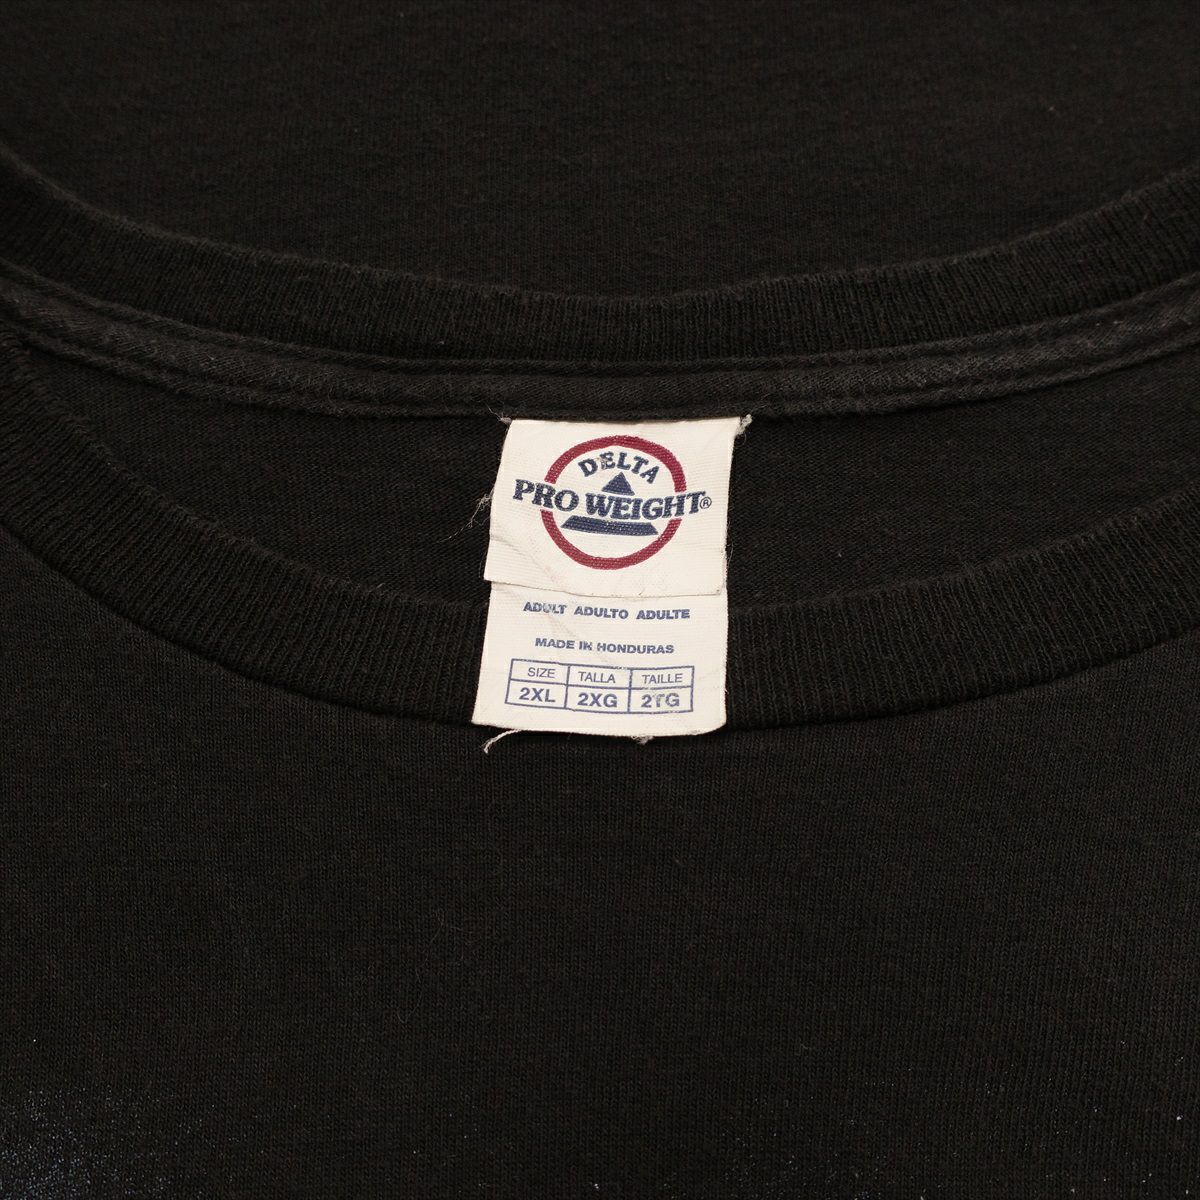 DELTA
PRO WEIGHT®
ADULT ADULTO ADULTE
MADE IN HONDURAS
SIZE TALLA TAILLE
2XL 2XG 2TG